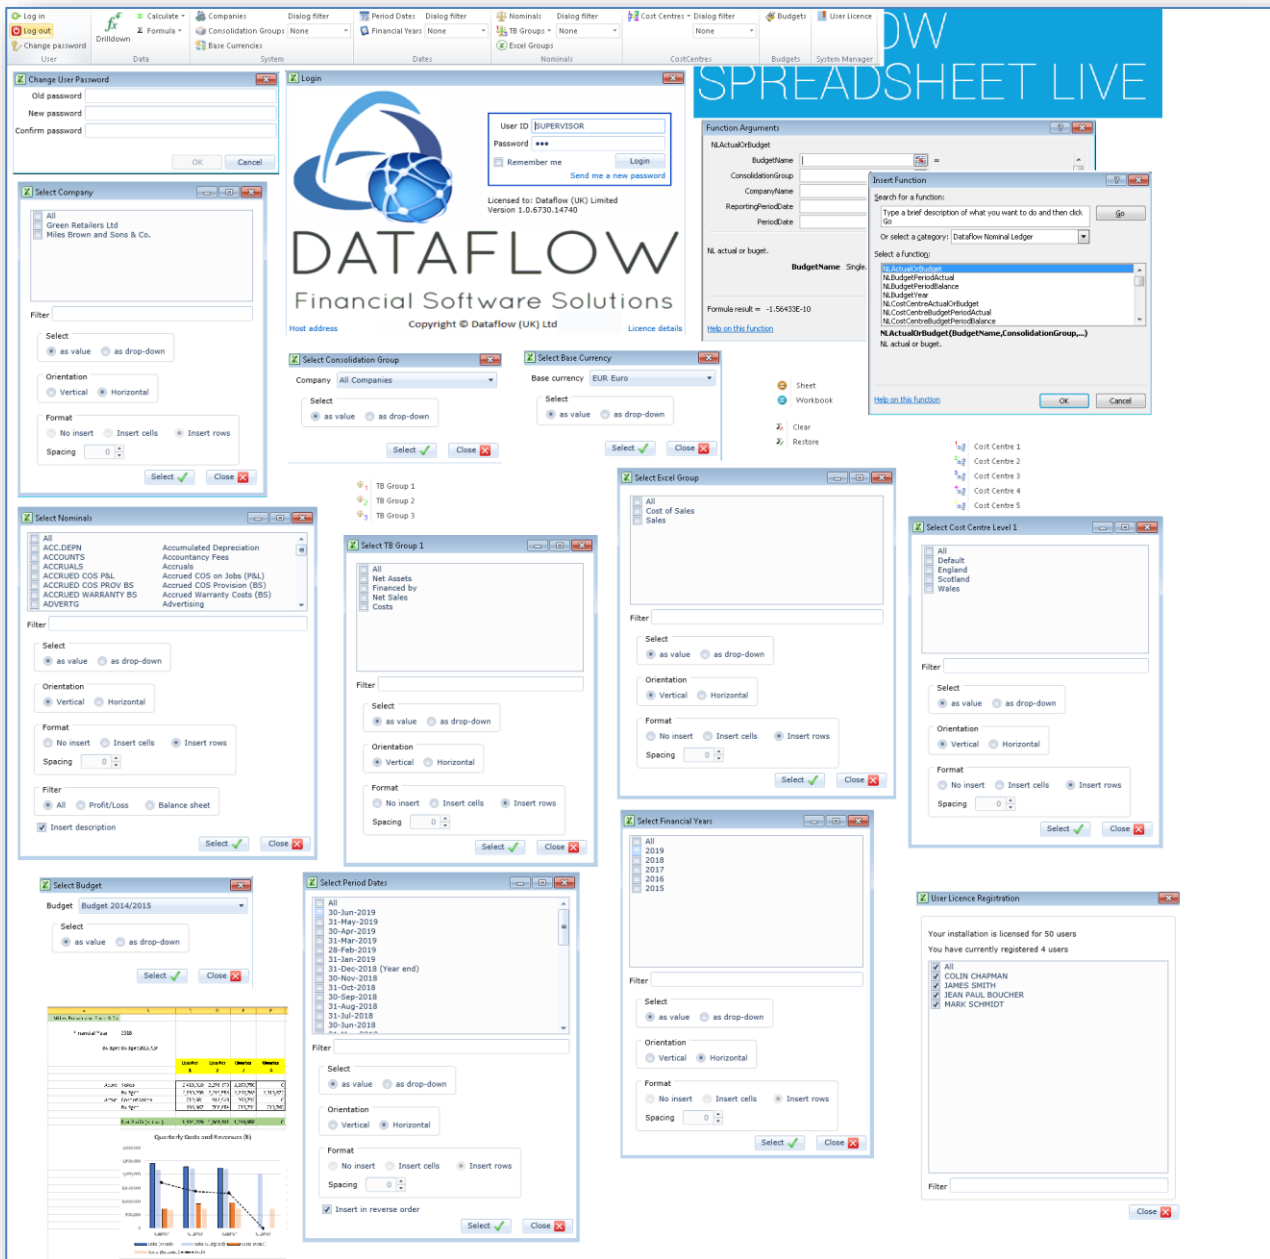 Log in
Log out
Change password
User
Drilldown
Calculate
Formula
Data
Companies
Consolidation Groups
Base Currencies
Dialog filter
None
System
Period Dates
Financial Years
Dialog filter
None
Dates
Nominals
TB Groups
Excel Groups
Dialog filter
None
Nominals
Cost Centres
Dialog filter
None
CostCentres
Budgets
Budgets
User Licence
System Manager
OW
SPREADSHEET LIVE
Change User Password
Old password
New password
Confirm password
OK Cancel
Login
User ID SUPERVISOR
Password
Remember me Login
Send me a new password
Licensed to: Dataflow (UK) Limited
Version 1.0.6730.14740
DATAFLOW
Financial Software Solutions
Host address Copyright © Dataflow (UK) Ltd Licence details
Function Arguments
NLActualOrBudget
BudgetName =
ConsolidationGroup
CompanyName
ReportingPeriodDate
PeriodDate
NL actual or buget.
BudgetName Single.
Formula result = -1.56433E-10
Help on this function
Insert Function
Search for a function:
Type a brief description of what you want to do and then click
Go
Go
Or select a category: Dataflow Nominal Ledger
Select a function:
NLActualOrBudget
NLBudgetPeriodActual
NLBudgetPeriodBalance
NLBudgetYear
NLCostCentreActualOrBudget
NLCostCentreBudgetPeriodActual
NLCostCentreBudgetPeriodBalance
NLActualOrBudget(BudgetName,ConsolidationGroup,...)
NL actual or buget.
Help on this function OK Cancel
Select Company
All
Green Retailers Ltd
Miles Brown and Sons & Co.
Filter
Select
as value as drop-down
Orientation
Vertical Horizontal
Format
No insert Insert cells Insert rows
Spacing 0
Select Close
Select Consolidation Group
Company All Companies
Select
as value as drop-down
Select Close
Select Base Currency
Base currency EUR Euro
Select
as value as drop-down
Select Close
Sheet
Workbook
Clear
Restore
TB Group 1
TB Group 2
TB Group 3
Cost Centre 1
Cost Centre 2
Cost Centre 3
Cost Centre 4
Cost Centre 5
Select Nominals
All
ACC.DEPN Accumulated Depreciation
ACCOUNTS Accountancy Fees
ACCRUALS Accruals
ACCRUED COS P&L Accrued COS on Jobs (P&L)
ACCRUED COS PROV BS Accrued COS Provision (BS)
ACCRUED WARRANTY BS Accrued Warranty Costs (BS)
ADVERTG Advertising
Filter
Select
as value as drop-down
Orientation
Vertical Horizontal
Format
No insert Insert cells Insert rows
Spacing 0
Filter
All Profit/Loss Balance sheet
Insert description
Select Close
Select TB Group 1
All
Net Assets
Financed by
Net Sales
Costs
Filter
Select
as value as drop-down
Orientation
Vertical Horizontal
Format
No insert Insert cells Insert rows
Spacing 0
Select Close
Select Excel Group
All
Cost of Sales
Sales
Filter
Select
as value as drop-down
Orientation
Vertical Horizontal
Format
No insert Insert cells Insert rows
Spacing 0
Select Close
Select Cost Centre Level 1
All
Default
England
Scotland
Wales
Filter
Select
as value as drop-down
Orientation
Vertical Horizontal
Format
No insert Insert cells Insert rows
Spacing 0
Select Close
Select Budget
Budget Budget 2014/2015
Select
as value as drop-down
Select Close
Select Period Dates
All
30-Jun-2019
31-May-2019
30-Apr-2019
31-Mar-2019
28-Feb-2019
31-Jan-2019
31-Dec-2018 (Year end)
30-Nov-2018
31-Oct-2018
30-Sep-2018
31-Aug-2018
31-Jul-2018
30-Jun-2018
Filter
Select
as value as drop-down
Orientation
Vertical Horizontal
Format
No insert Insert cells Insert rows
Spacing 0
Insert in reverse order
Select Close
Select Financial Years
All
2019
2018
2017
2016
2015
Filter
Select
as value as drop-down
Orientation
Vertical Horizontal
Format
No insert Insert cells Insert rows
Spacing 0
Select Close
User Licence Registration
Your installation is licensed for 50 users
You have currently registered 4 users
All
COLIN CHAPMAN
JAMES SMITH
JEAN PAUL BOUCHER
MARK SCHMIDT
Filter
Close
Financial Year 2018
Quarterly Costs and Revenues (B)